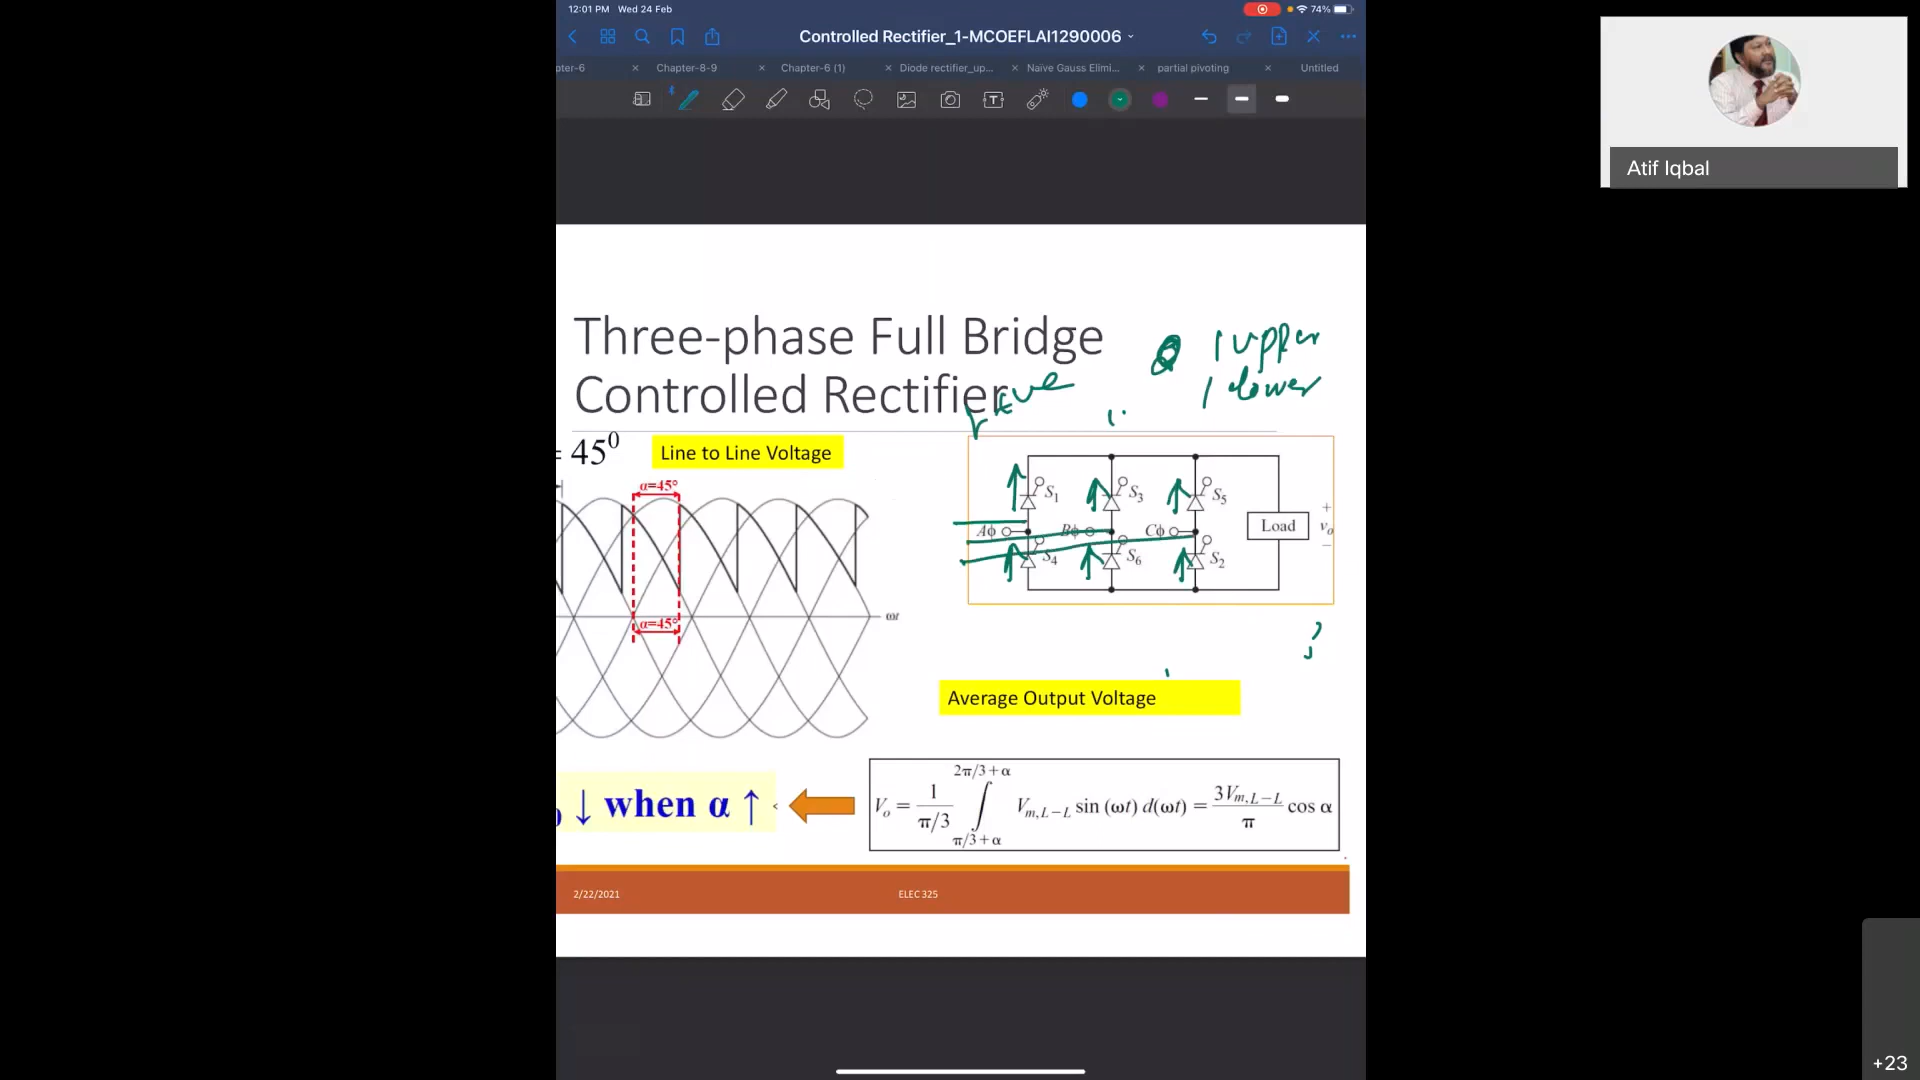 12:01 PM Wed 24 Feb
74%
Controlled Rectifier_1-MCOEFLAI1290006
pter-6
Chapter-8-9
Chapter-6 (1)
Diode rectifier_up...
Naïve Gauss Elimi...
partial pivoting
Untitled
Atif Iqbal
Three-phase Full Bridge
Controlled Rectifier
1 upper
1 lower
+ve
= 45⁰
Line to Line Voltage
α=45°
α=45°
ωt
S1
S3
S5
Aϕ
Bϕ
Cϕ
Load
+
vo
−
S4
S6
S2
Average Output Voltage
↓ when α ↑
Vo = 1/(π/3) ∫ π/3+α 2π/3+α Vm,L−L sin (ωt) d(ωt) = 3Vm,L−L/π cos α
2/22/2021
ELEC 325
+23